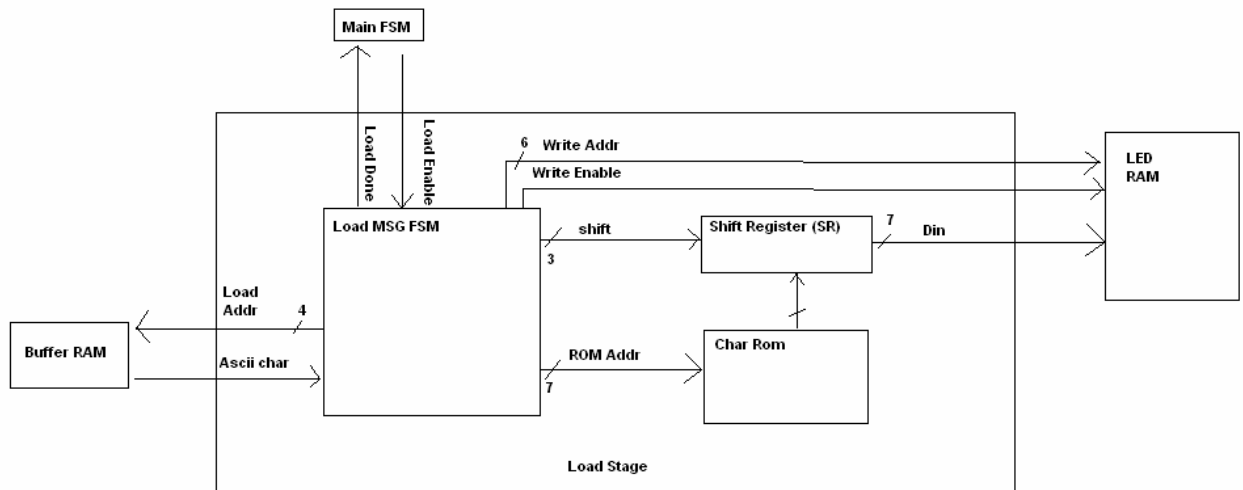 Main FSM
Load Done
Load Enable
6
Write Addr
Write Enable
LED
RAM
Load MSG FSM
shift
3
Shift Register (SR)
7
Din
Load
Addr
4
Buffer RAM
Ascii char
ROM Addr
7
Char Rom
Load Stage